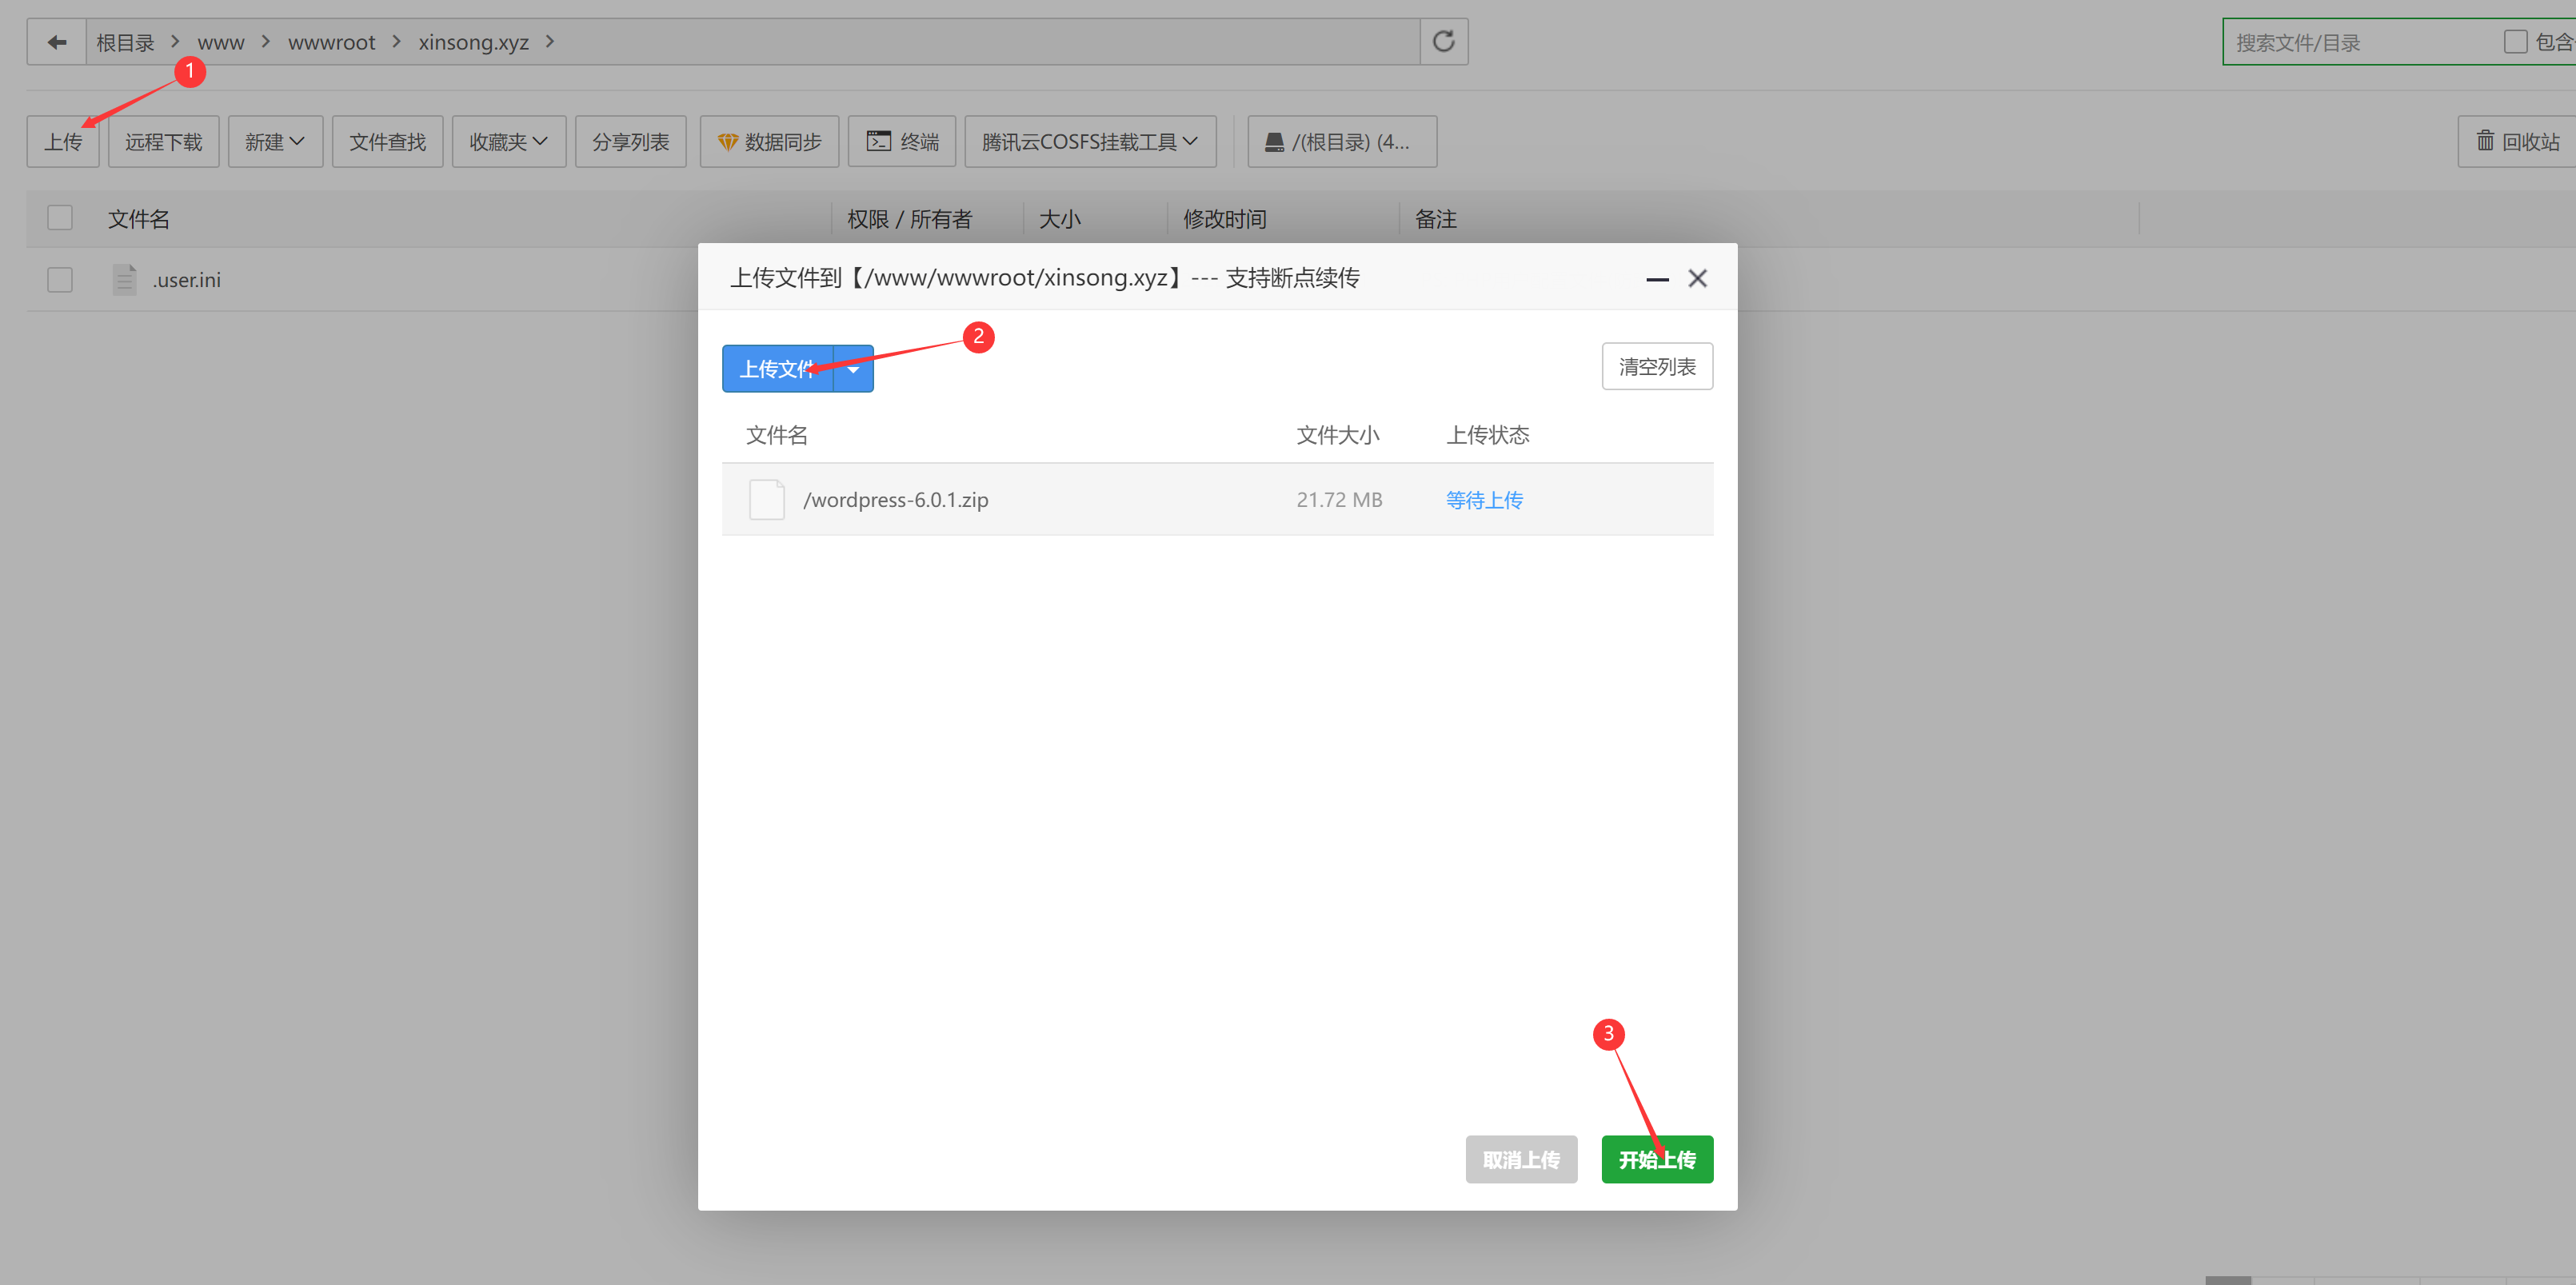 根目录 > www > wwwroot > xinsong.xyz >
搜索文件/目录 包含
1
上传 远程下载 新建 文件查找 收藏夹 分享列表 数据同步 终端 腾讯云COSFS挂载工具 /(根目录) (4... 回收站
文件名 权限 / 所有者 大小 修改时间 备注
.user.ini
上传文件到【/www/wwwroot/xinsong.xyz】--- 支持断点续传
2
上传文件 清空列表
文件名 文件大小 上传状态
/wordpress-6.0.1.zip 21.72 MB 等待上传
3
取消上传 开始上传